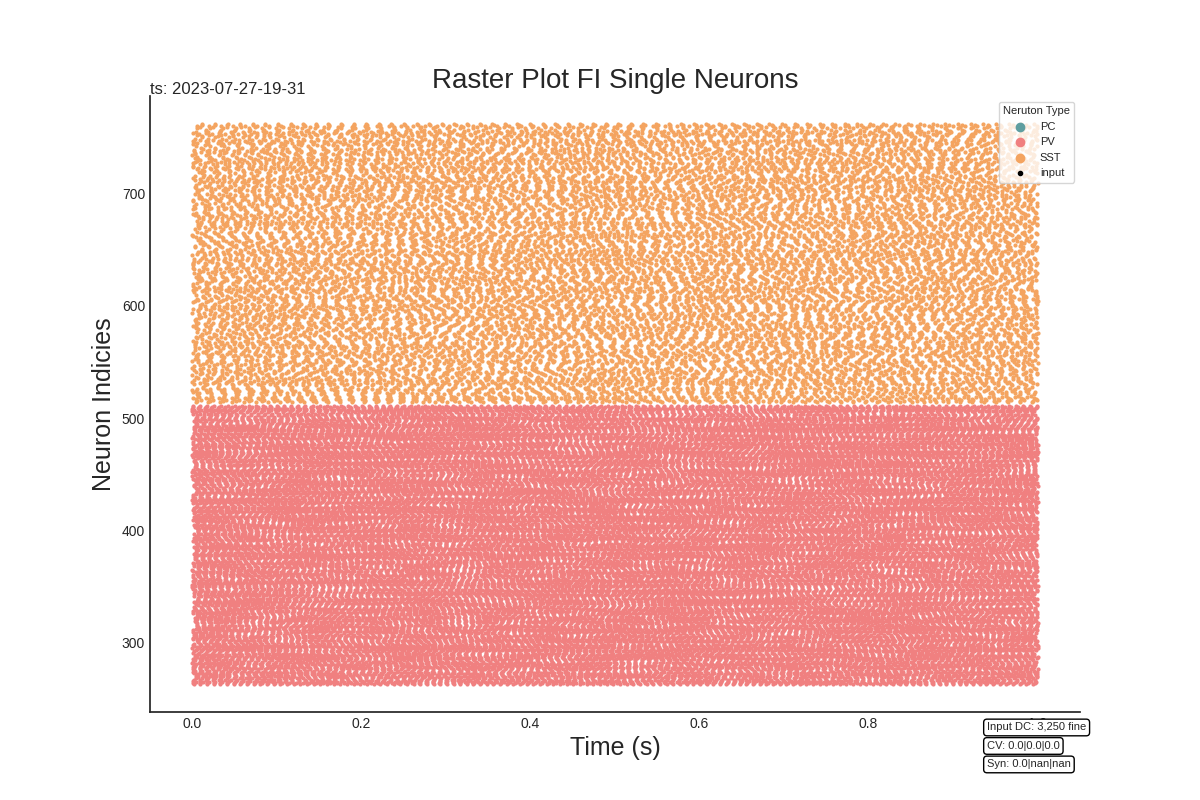 Raster Plot FI Single Neurons
ts: 2023-07-27-19-31
Neruton Type
PC
PV
SST
input
Neuron Indicies
700
600
500
400
300
0.0
0.2
0.4
0.6
0.8
Time (s)
Input DC: 3,250 fine
CV: 0.0|0.0|0.0
Syn: 0.0|nan|nan